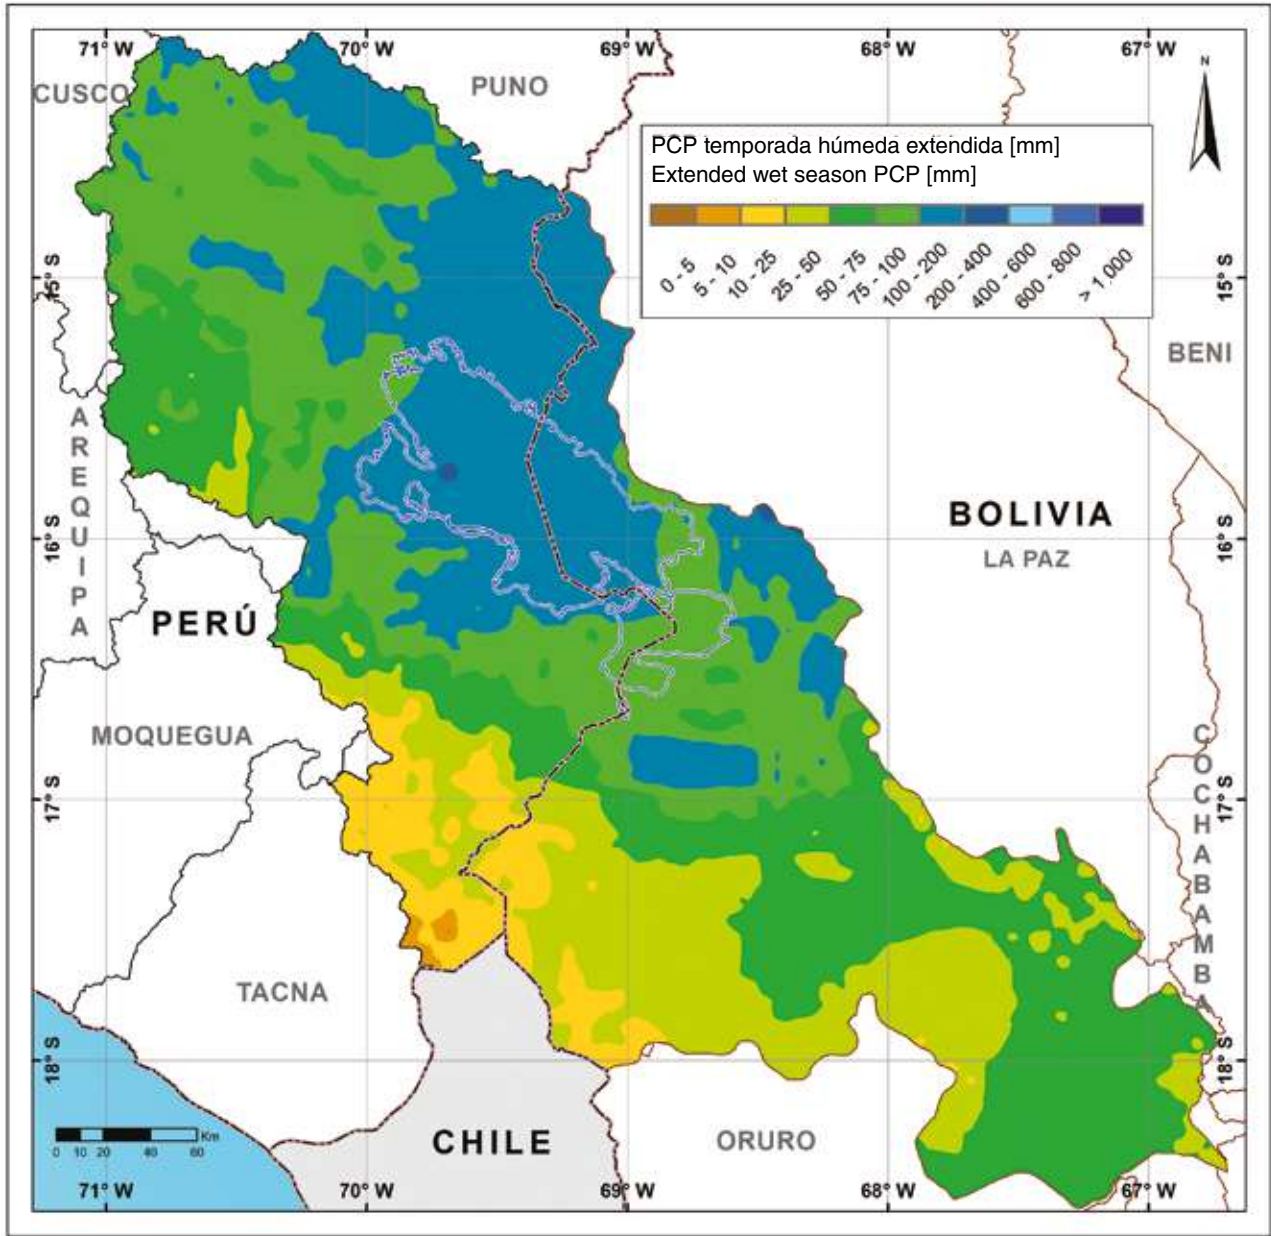 71° W
70° W
69° W
68° W
67° W
N
CUSCO
PUNO
PCP temporada húmeda extendida [mm]
Extended wet season PCP [mm]
0 - 5
5 - 10
10 - 25
25 - 50
50 - 75
75 - 100
100 - 200
200 - 400
400 - 600
600 - 800
> 1.000
15° S
15° S
BENI
AREQUIPA
BOLIVIA
16° S
16° S
LA PAZ
PERÚ
MOQUEGUA
COCHABAMBA
17° S
17° S
TACNA
18° S
18° S
Km
0 10 20 40 60
CHILE
ORURO
71° W
70° W
69° W
68° W
67° W